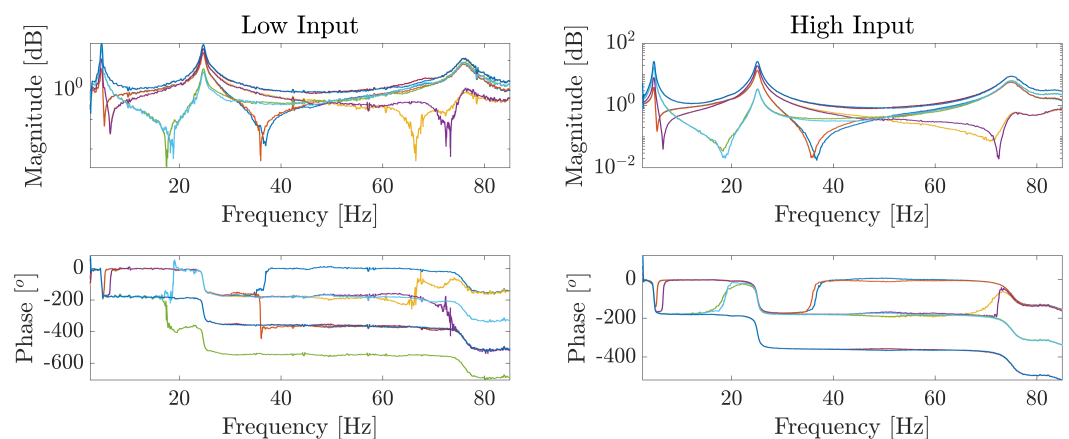 Low Input
Magnitude [dB]
10^0
20 40 60 80
Frequency [Hz]
High Input
Magnitude [dB]
10^2
10^0
10^-2
20 40 60 80
Frequency [Hz]
Phase [^o]
0
-200
-400
-600
20 40 60 80
Frequency [Hz]
Phase [^o]
0
-200
-400
20 40 60 80
Frequency [Hz]